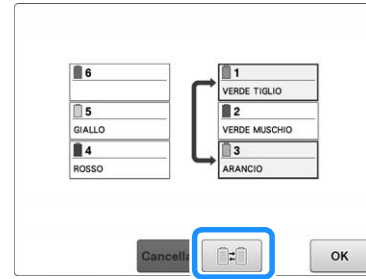 6
1
VERDE TIGLIO
5
GIALLO
2
VERDE MUSCHIO
4
ROSSO
3
ARANCIO
OK